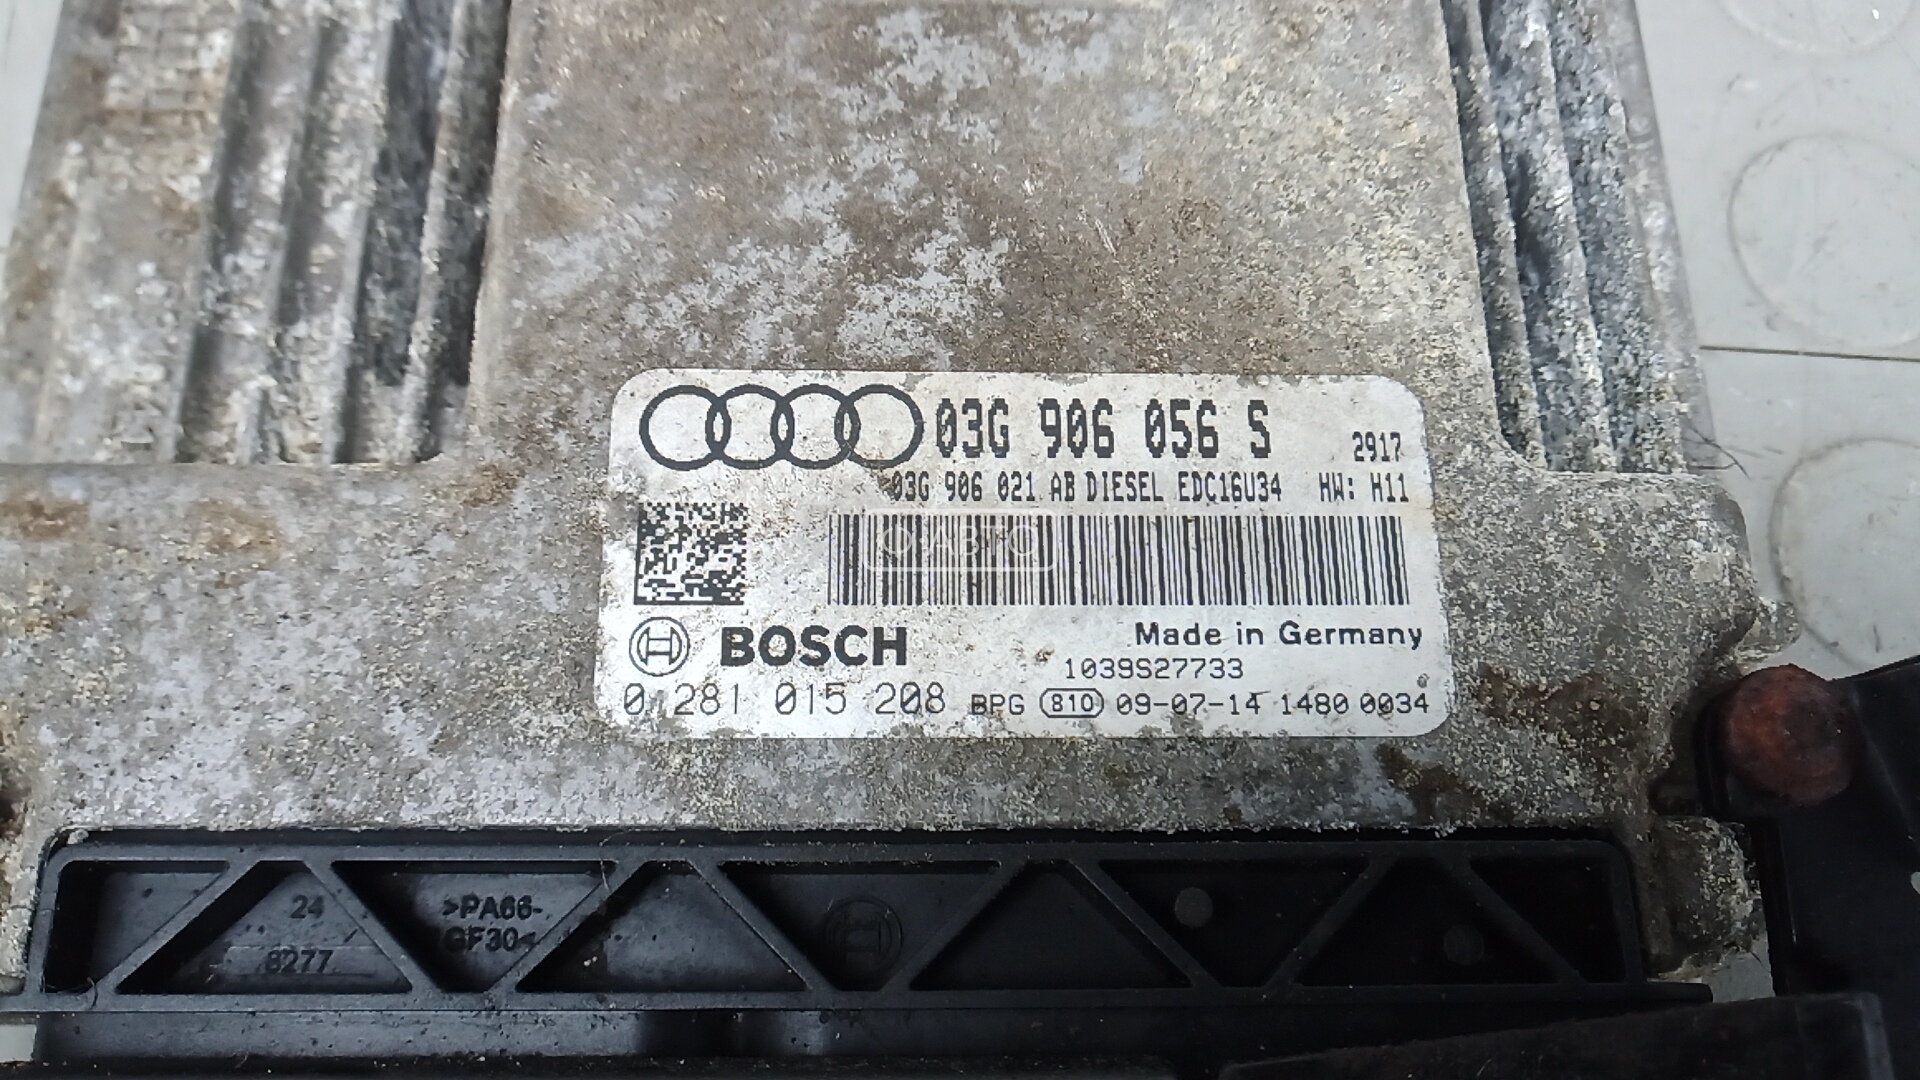 03G 906 056 S 2917
03G 906 021 AB DIESEL EDC16U34 HW: H11
Ю-АВТО
BOSCH
Made in Germany
1039S27733
0 281 015 208 BPG 810 09-07-14 1480 0034
24
8277
>PA66-
GF30<